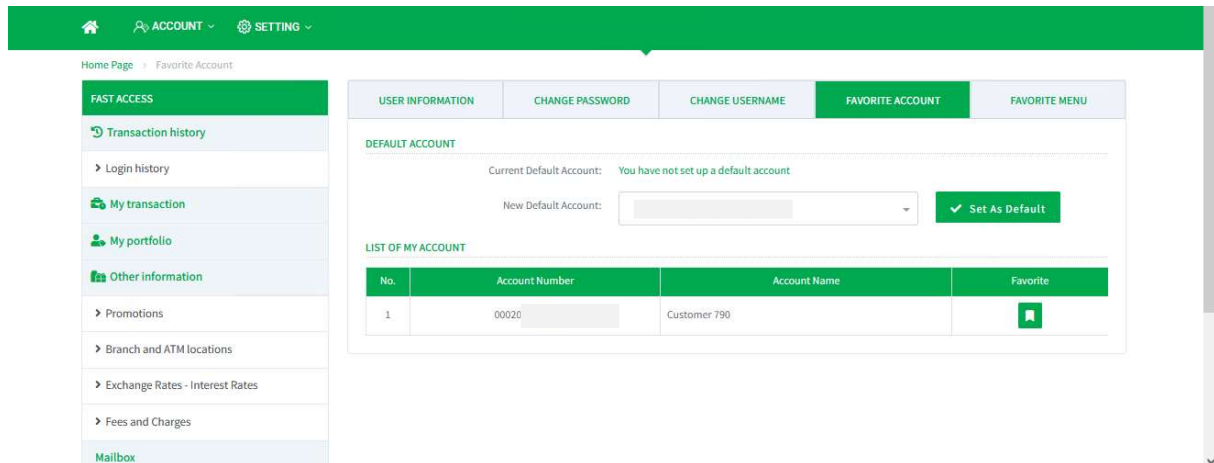 ACCOUNT SETTING
Home Page > Favorite Account
FAST ACCESS
Transaction history
> Login history
My transaction
My portfolio
Other information
> Promotions
> Branch and ATM locations
> Exchange Rates - Interest Rates
> Fees and Charges
Mailbox
USER INFORMATION CHANGE PASSWORD CHANGE USERNAME FAVORITE ACCOUNT FAVORITE MENU
DEFAULT ACCOUNT
Current Default Account: You have not set up a default account
New Default Account: Set As Default
LIST OF MY ACCOUNT
No. Account Number Account Name Favorite
1 00020 Customer 790